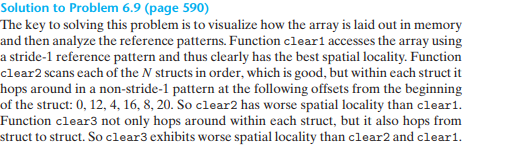 Solution to Problem 6.9 (page 590)
The key to solving this problem is to visualize how the array is laid out in memory
and then analyze the reference patterns. Function clear1 accesses the array using
a stride-1 reference pattern and thus clearly has the best spatial locality. Function
clear2 scans each of the N structs in order, which is good, but within each struct it
hops around in a non-stride-1 pattern at the following offsets from the beginning
of the struct: 0, 12, 4, 16, 8, 20. So clear2 has worse spatial locality than clear1.
Function clear3 not only hops around within each struct, but it also hops from
struct to struct. So clear3 exhibits worse spatial locality than clear2 and clear1.